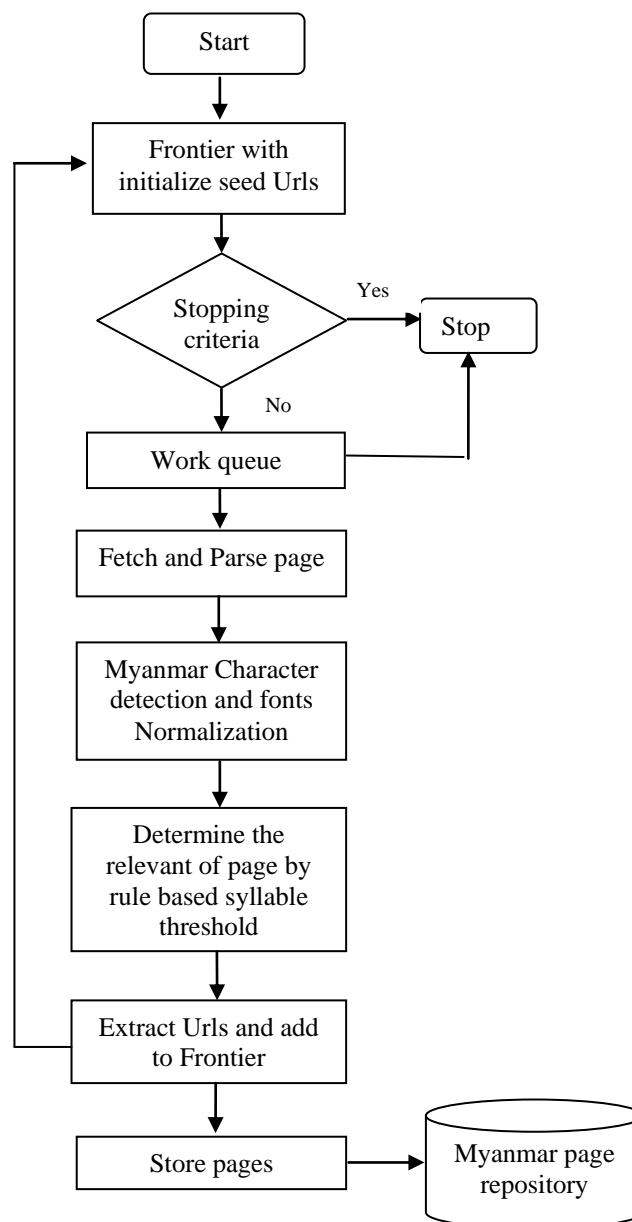 Start
Frontier with
initialize seed Urls
Yes
Stopping
criteria
Stop
No
Work queue
Fetch and Parse page
Myanmar Character
detection and fonts
Normalization
Determine the
relevant of page by
rule based syllable
threshold
Extract Urls and add
to Frontier
Store pages
Myanmar page
repository